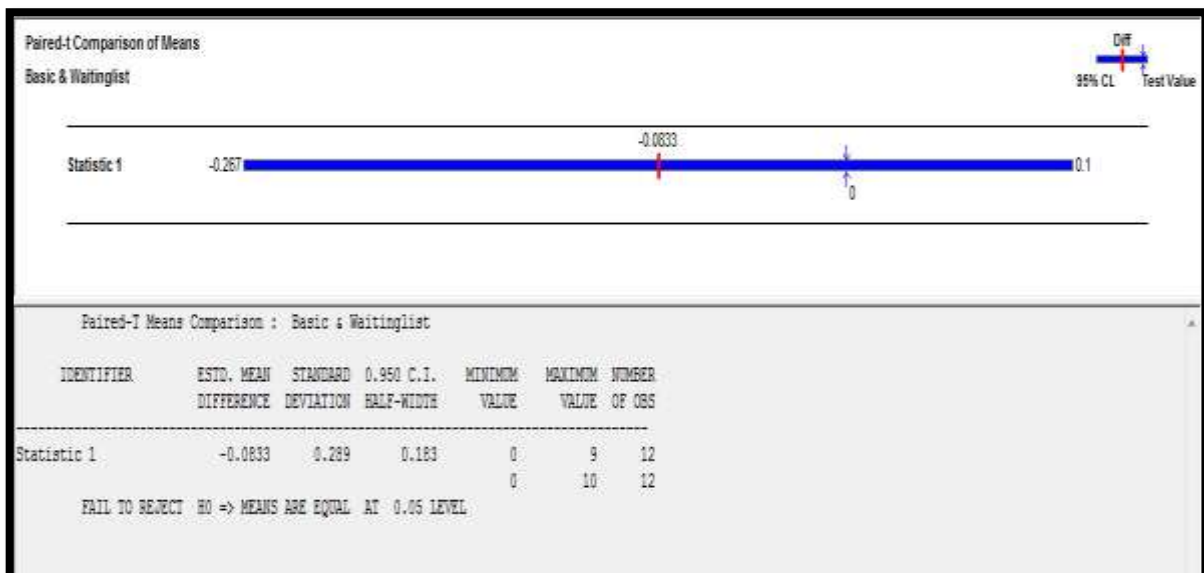 Paired-t Comparison of Means
Basic & Waitinglist
Diff
95% CL Test Value
-0.0833
Statistic 1 -0.267 0.1
0
Paired-T Means Comparison : Basic & Waitinglist
IDENTIFIER ESTD. MEAN STANDARD 0.950 C.I. MINIMUM MAXIMUM NUMBER
DIFFERENCE DEVIATION HALF-WIDTH VALUE VALUE OF OBS
Statistic 1 -0.0833 0.289 0.183 0 9 12
0 10 12
FAIL TO REJECT H0 => MEANS ARE EQUAL AT 0.05 LEVEL